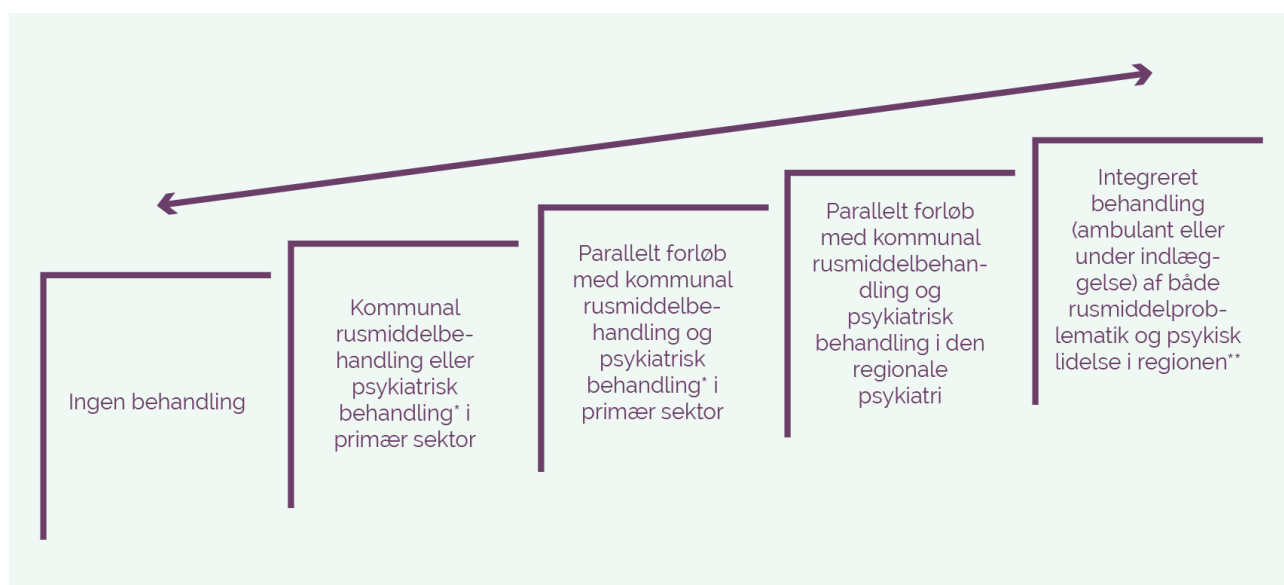 Ingen behandling
Kommunal
rusmiddelbe-
handling eller
psykiatrisk
behandling* i
primær sektor
Parallelt forløb
med kommunal
rusmiddelbe-
handling og
psykiatrisk
behandling* i
primær sektor
Parallelt forløb
med kommunal
rusmiddelbehan-
dling og
psykiatrisk
behandling i den
regionale
psykiatri
Integreret
behandling
(ambulant eller
under indlæg-
gelse) af både
rusmiddelprob-
lematik og psykisk
lidelse i regionen**